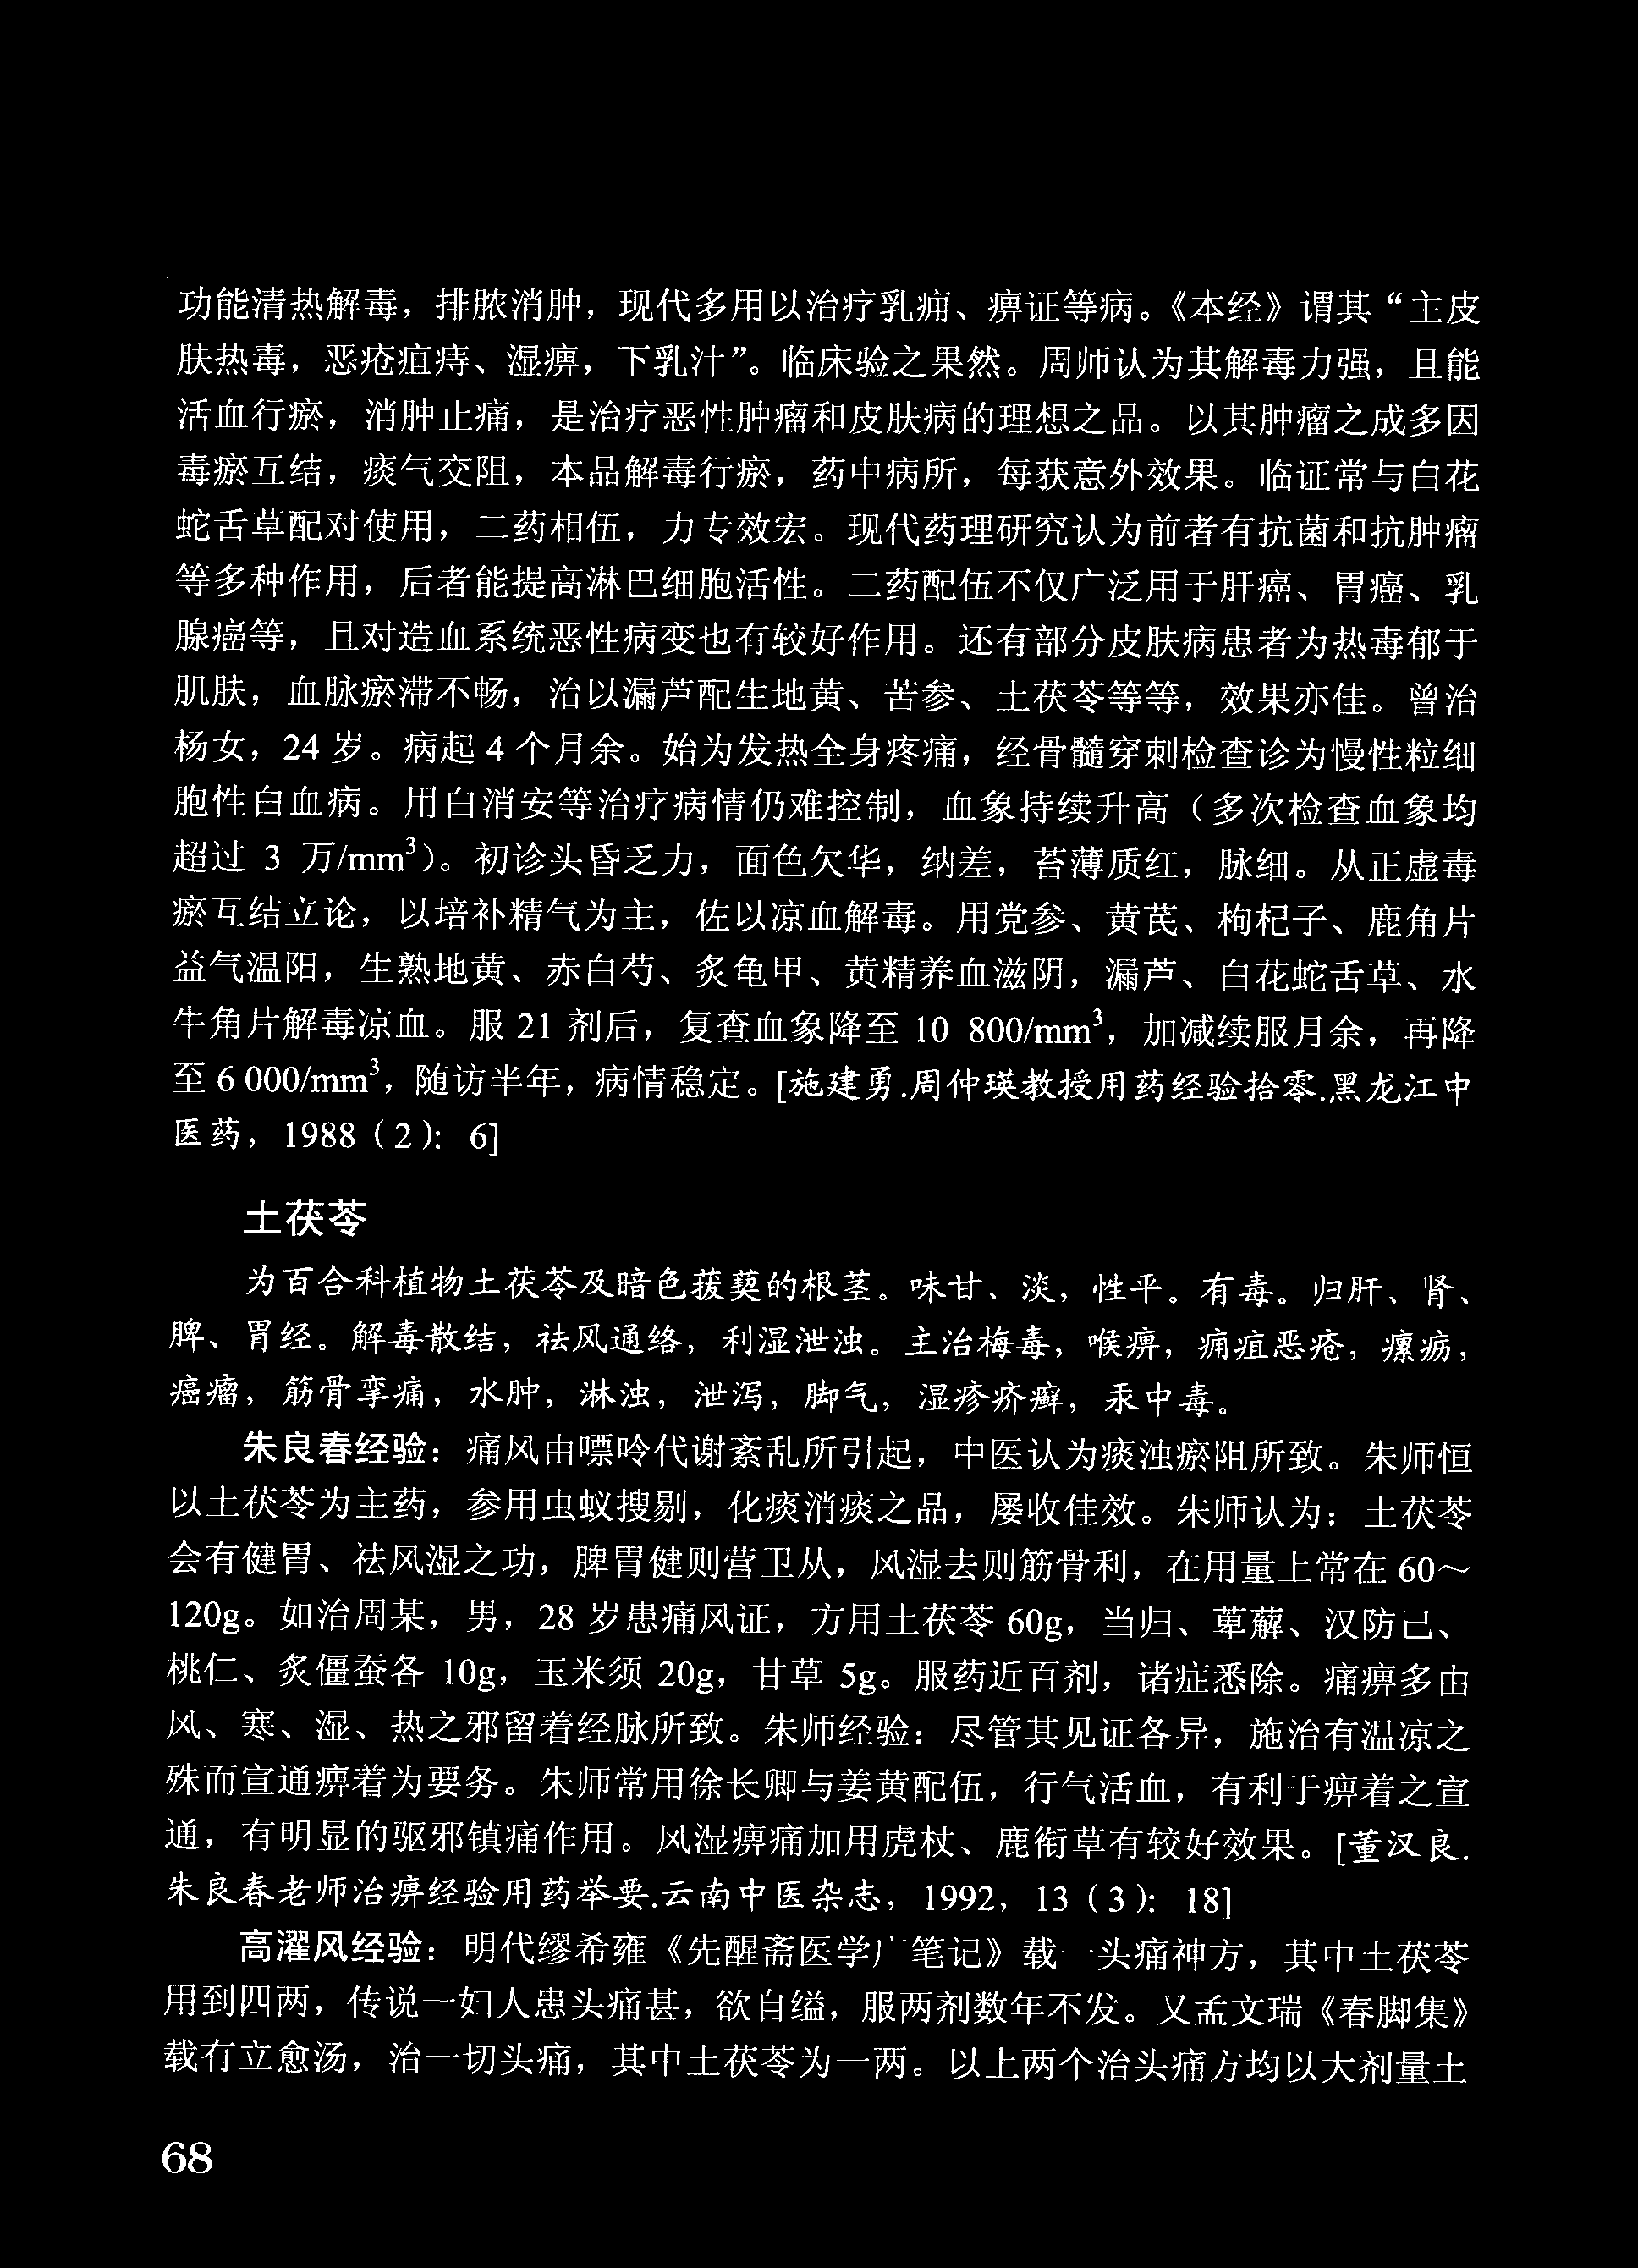 功能清热解毒，排脓消肿，现代多用以治疗乳痈、痹证等病。《本经》谓其“主皮
肤热毒，恶疮疽痔、湿痹，下乳汁”。临床验之果然。周师认为其解毒力强，且能
活血行瘀，消肿止痛，是治疗恶性肿瘤和皮肤病的理想之品。以其肿瘤之成多因
毒瘀互结，痰气交阻，本品解毒行瘀，药中病所，每获意外效果。临证常与白花
蛇舌草配对使用，二药相伍，力专效宏。现代药理研究认为前者有抗菌和抗肿瘤
等多种作用，后者能提高淋巴细胞活性。二药配伍不仅广泛用于肝癌、胃癌、乳
腺癌等，且对造血系统恶性病变也有较好作用。还有部分皮肤病患者为热毒郁于
肌肤，血脉瘀滞不畅，治以漏芦配生地黄、苦参、土茯苓等等，效果亦佳。曾治
杨女，24 岁。病起 4 个月余。始为发热全身疼痛，经骨髓穿刺检查诊为慢性粒细
胞性白血病。用白消安等治疗病情仍难控制，血象持续升高（多次检查血象均
超过 3 万/mm³）。初诊头昏乏力，面色欠华，纳差，苔薄质红，脉细。从正虚毒
瘀互结立论，以培补精气为主，佐以凉血解毒。用党参、黄芪、枸杞子、鹿角片
益气温阳，生熟地黄、赤白芍、炙龟甲、黄精养血滋阴，漏芦、白花蛇舌草、水
牛角片解毒凉血。服 21 剂后，复查血象降至 10 800/mm³，加减续服月余，再降
至 6 000/mm³，随访半年，病情稳定。[施建勇.周仲瑛教授用药经验拾零.黑龙江中
医药，1988（2）：6]
土茯苓
为百合科植物土茯苓及暗色菝葜的根茎。味甘、淡，性平。有毒。归肝、肾、
脾、胃经。解毒散结，祛风通络，利湿泄浊。主治梅毒，喉痹，痈疽恶疮，瘰疬，
癌瘤，筋骨挛痛，水肿，淋浊，泄泻，脚气，湿疹疥癣，汞中毒。
朱良春经验：痛风由嘌呤代谢紊乱所引起，中医认为痰浊瘀阻所致。朱师恒
以土茯苓为主药，参用虫蚁搜剔，化痰消瘀之品，屡收佳效。朱师认为：土茯苓
会有健胃、祛风湿之功，脾胃健则营卫从，风湿去则筋骨利，在用量上常在 60～
120g。如治周某，男，28 岁患痛风证，方用土茯苓 60g，当归、萆薢、汉防己、
桃仁、炙僵蚕各 10g，玉米须 20g，甘草 5g。服药近百剂，诸症悉除。痛痹多由
风、寒、湿、热之邪留着经脉所致。朱师经验：尽管其见证各异，施治有温凉之
殊而宣通痹着为要务。朱师常用徐长卿与姜黄配伍，行气活血，有利于痹着之宣
通，有明显的驱邪镇痛作用。风湿痹痛加用虎杖、鹿衔草有较好效果。[董汉良.
朱良春老师治痹经验用药举要.云南中医杂志，1992，13（3）：18]
高濯风经验：明代缪希雍《先醒斋医学广笔记》载一头痛神方，其中土茯苓
用到四两，传说一妇人患头痛甚，欲自缢，服两剂数年不发。又孟文瑞《春脚集》
载有立愈汤，治一切头痛，其中土茯苓为一两。以上两个治头痛方均以大剂量土
68